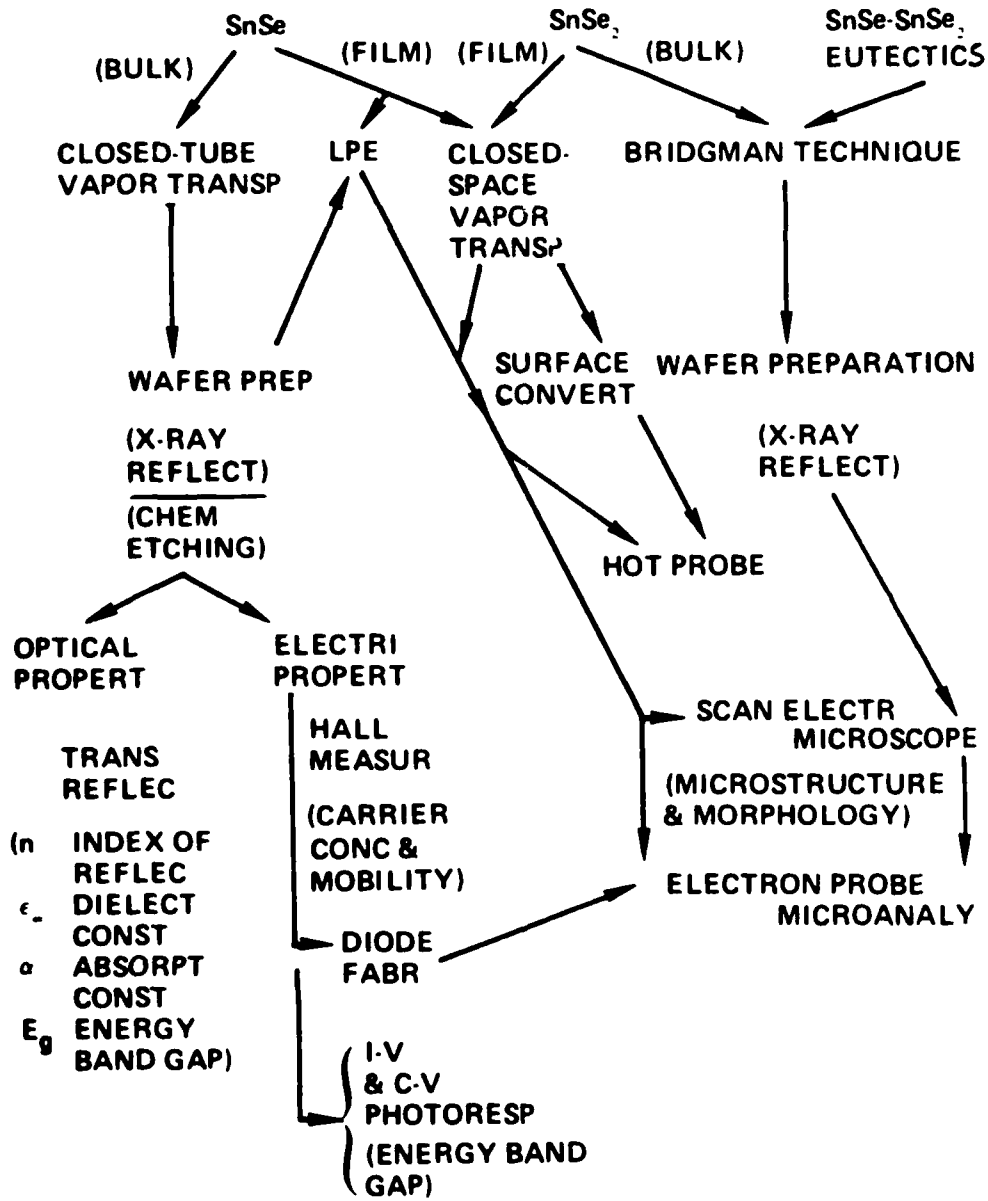 SnSe
SnSe₂
SnSe-SnSe₂
EUTECTICS
(BULK)
(FILM)
(FILM)
(BULK)
CLOSED-TUBE
VAPOR TRANSP
LPE
CLOSED-
SPACE
VAPOR
TRANSP
BRIDGMAN TECHNIQUE
WAFER PREP
(X-RAY
REFLECT)
(CHEM
ETCHING)
SURFACE
CONVERT
WAFER PREPARATION
(X-RAY
REFLECT)
HOT PROBE
OPTICAL
PROPERT
ELECTRI
PROPERT
TRANS
REFLEC
(n INDEX OF
REFLEC
ϵ∞ DIELECT
CONST
α ABSORPT
CONST
Eg ENERGY
BAND GAP)
HALL
MEASUR
(CARRIER
CONC &
MOBILITY)
DIODE
FABR
I-V
& C-V
PHOTORESP
(ENERGY BAND
GAP)
SCAN ELECTR
MICROSCOPE
(MICROSTRUCTURE
& MORPHOLOGY)
ELECTRON PROBE
MICROANALY